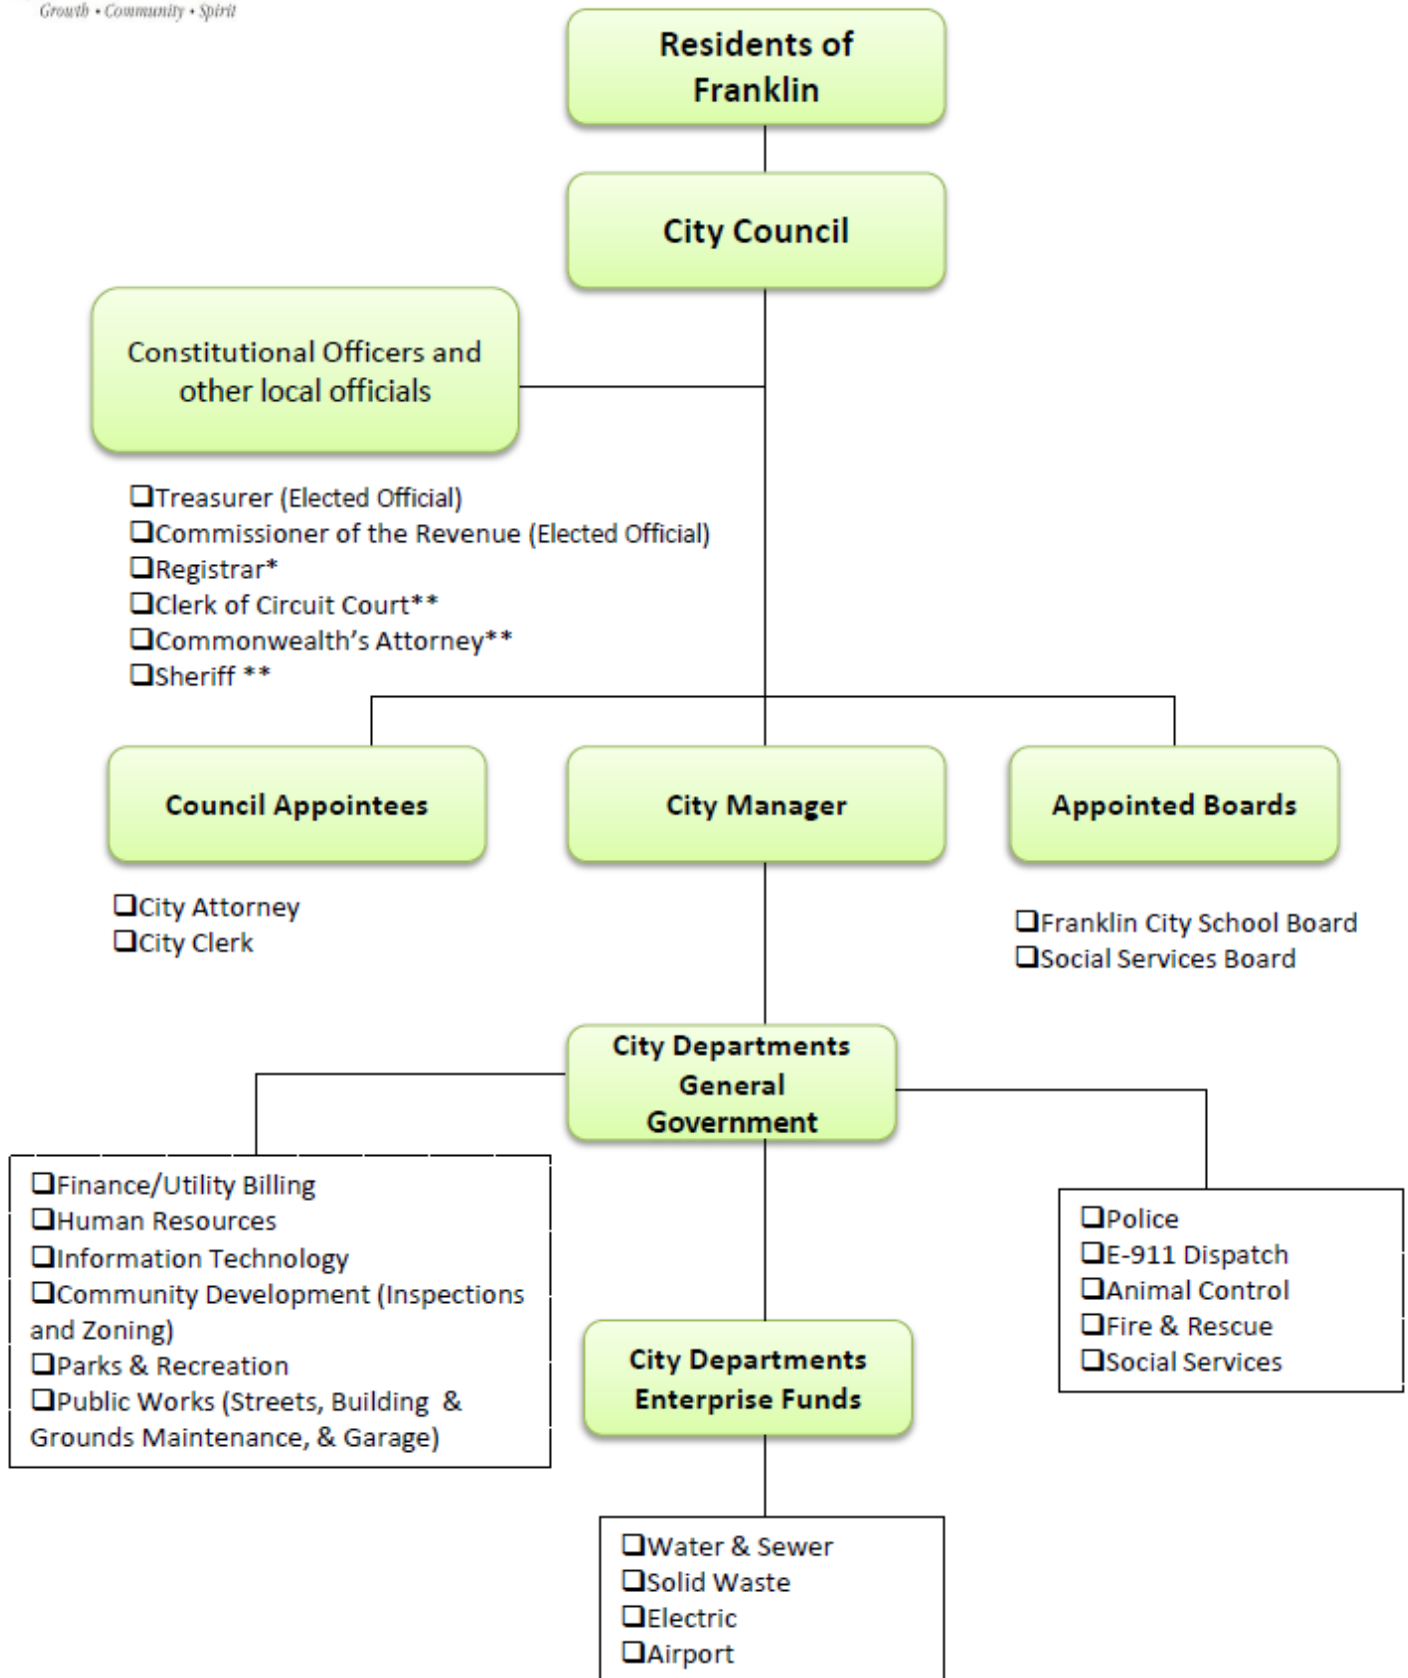 Growth • Community • Spirit
Residents of
Franklin
City Council
Constitutional Officers and
other local officials
❑Treasurer (Elected Official)
❑Commissioner of the Revenue (Elected Official)
❑Registrar*
❑Clerk of Circuit Court**
❑Commonwealth's Attorney**
❑Sheriff **
Council Appointees
❑City Attorney
❑City Clerk
City Manager
Appointed Boards
❑Franklin City School Board
❑Social Services Board
City Departments
General
Government
❑Finance/Utility Billing
❑Human Resources
❑Information Technology
❑Community Development (Inspections
and Zoning)
❑Parks & Recreation
❑Public Works (Streets, Building & 
Grounds Maintenance, & Garage)
❑Police
❑E-911 Dispatch
❑Animal Control
❑Fire & Rescue
❑Social Services
City Departments
Enterprise Funds
❑Water & Sewer
❑Solid Waste
❑Electric
❑Airport